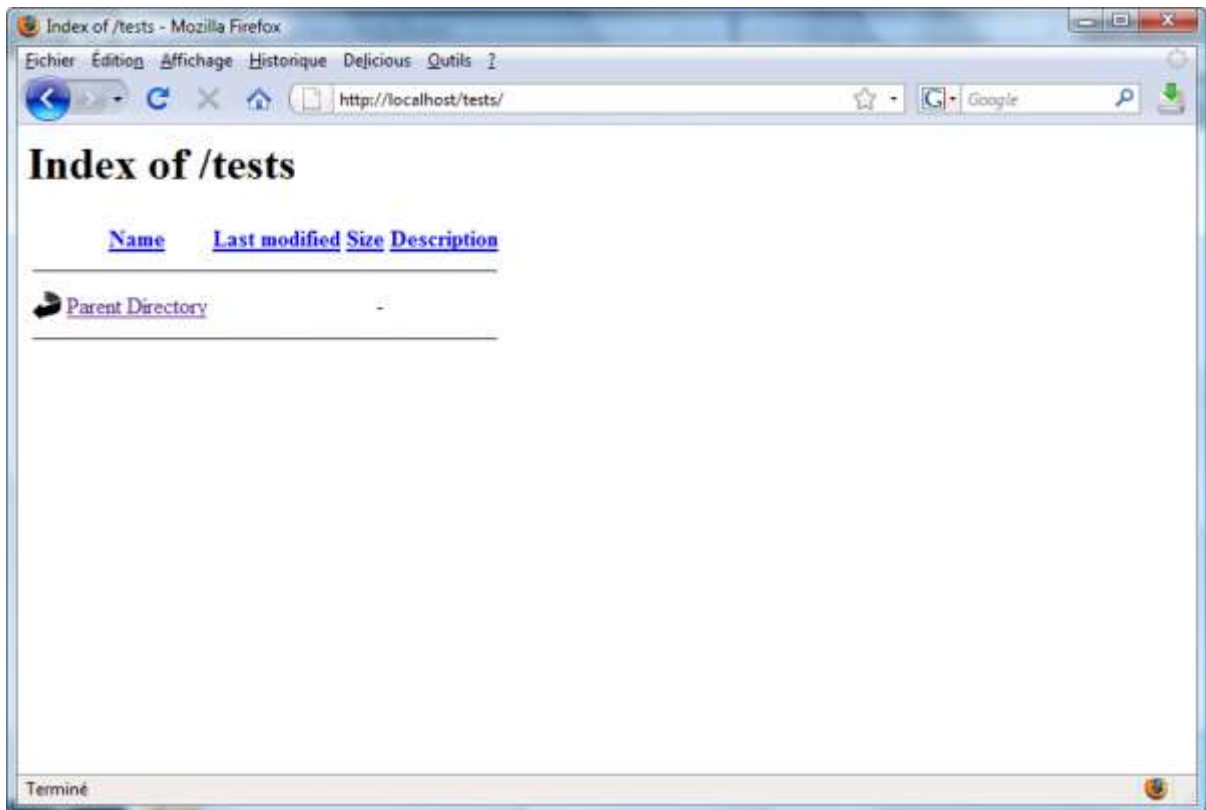 Index of /tests - Mozilla Firefox
Fichier Édition Affichage Historique Delicious Outils ?
http://localhost/tests/ Google
Index of /tests
Name Last modified Size Description
Parent Directory -
Terminé